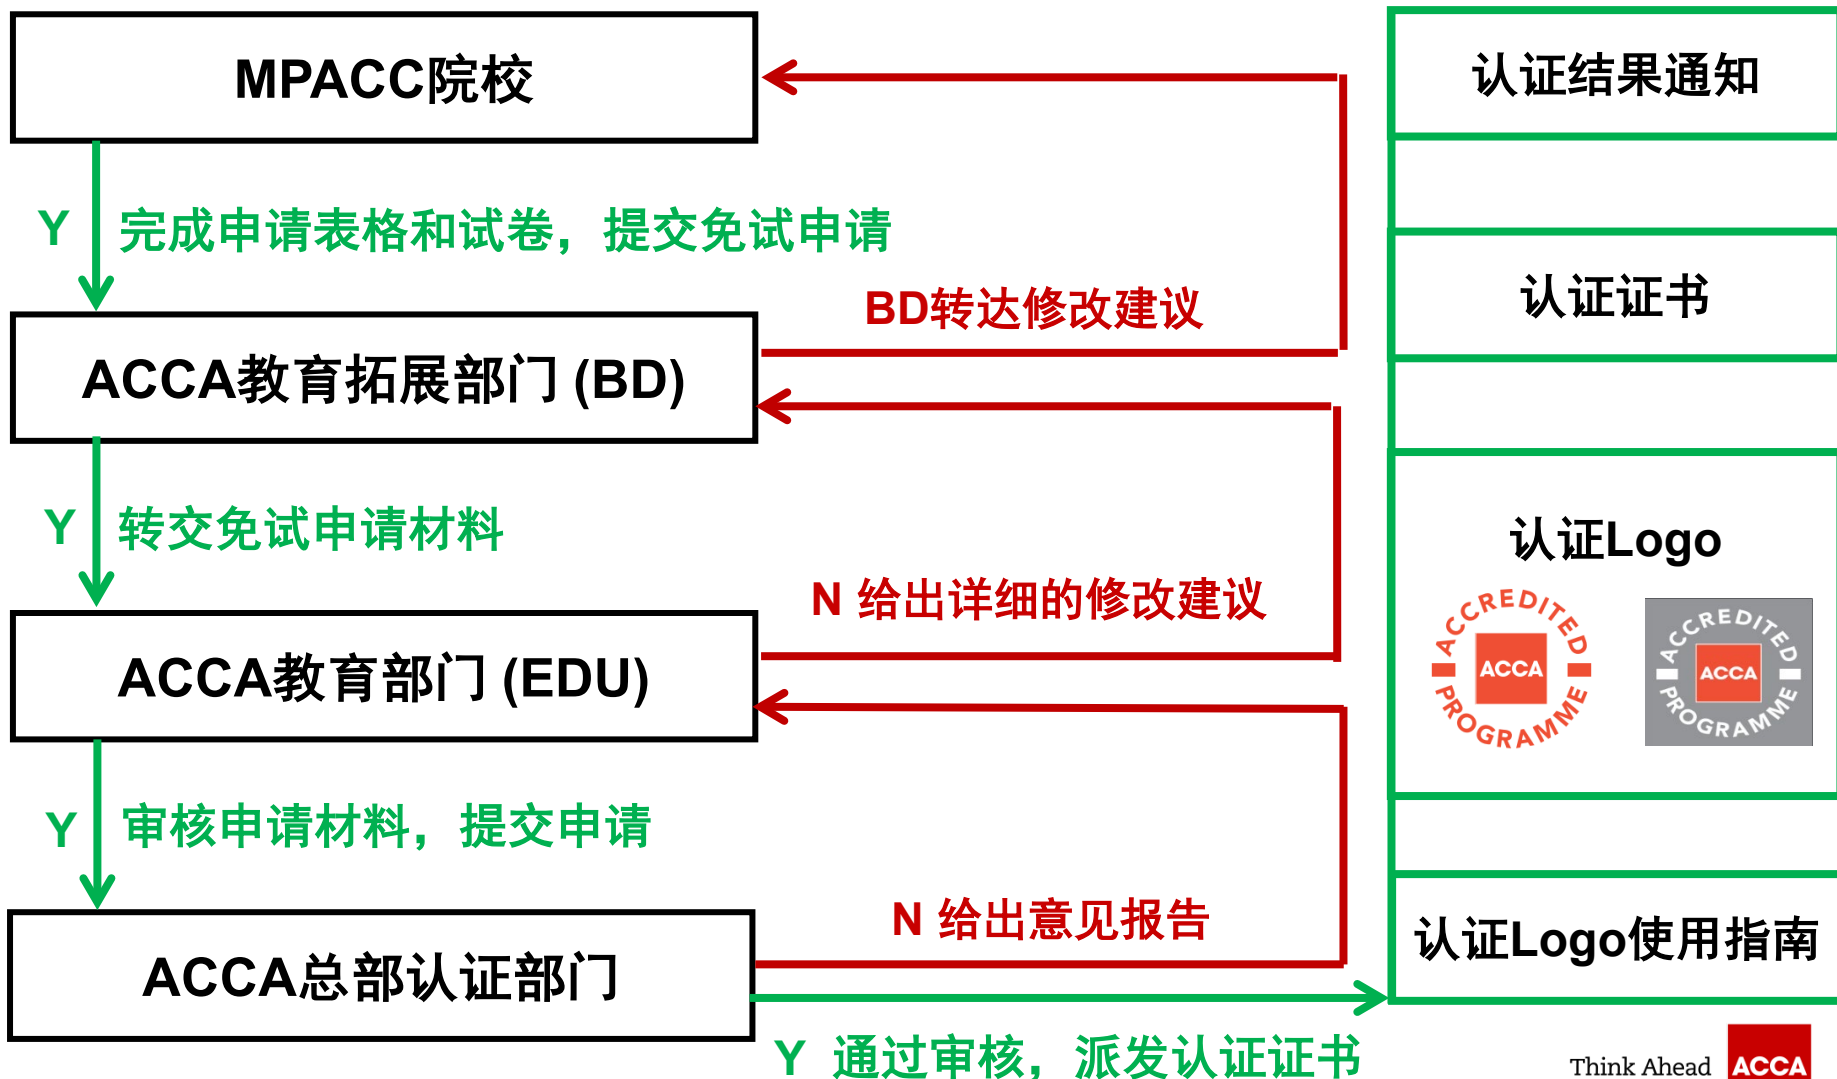 MPACC院校
认证结果通知
Y 完成申请表格和试卷，提交免试申请
BD转达修改建议
认证证书
ACCA教育拓展部门 (BD)
Y 转交免试申请材料
认证Logo
N 给出详细的修改建议
ACCREDITED
ACCA
PROGRAMME
ACCREDITED
ACCA
PROGRAMME
ACCA教育部门 (EDU)
Y 审核申请材料，提交申请
N 给出意见报告
认证Logo使用指南
ACCA总部认证部门
Y 通过审核，派发认证证书
Think Ahead ACCA